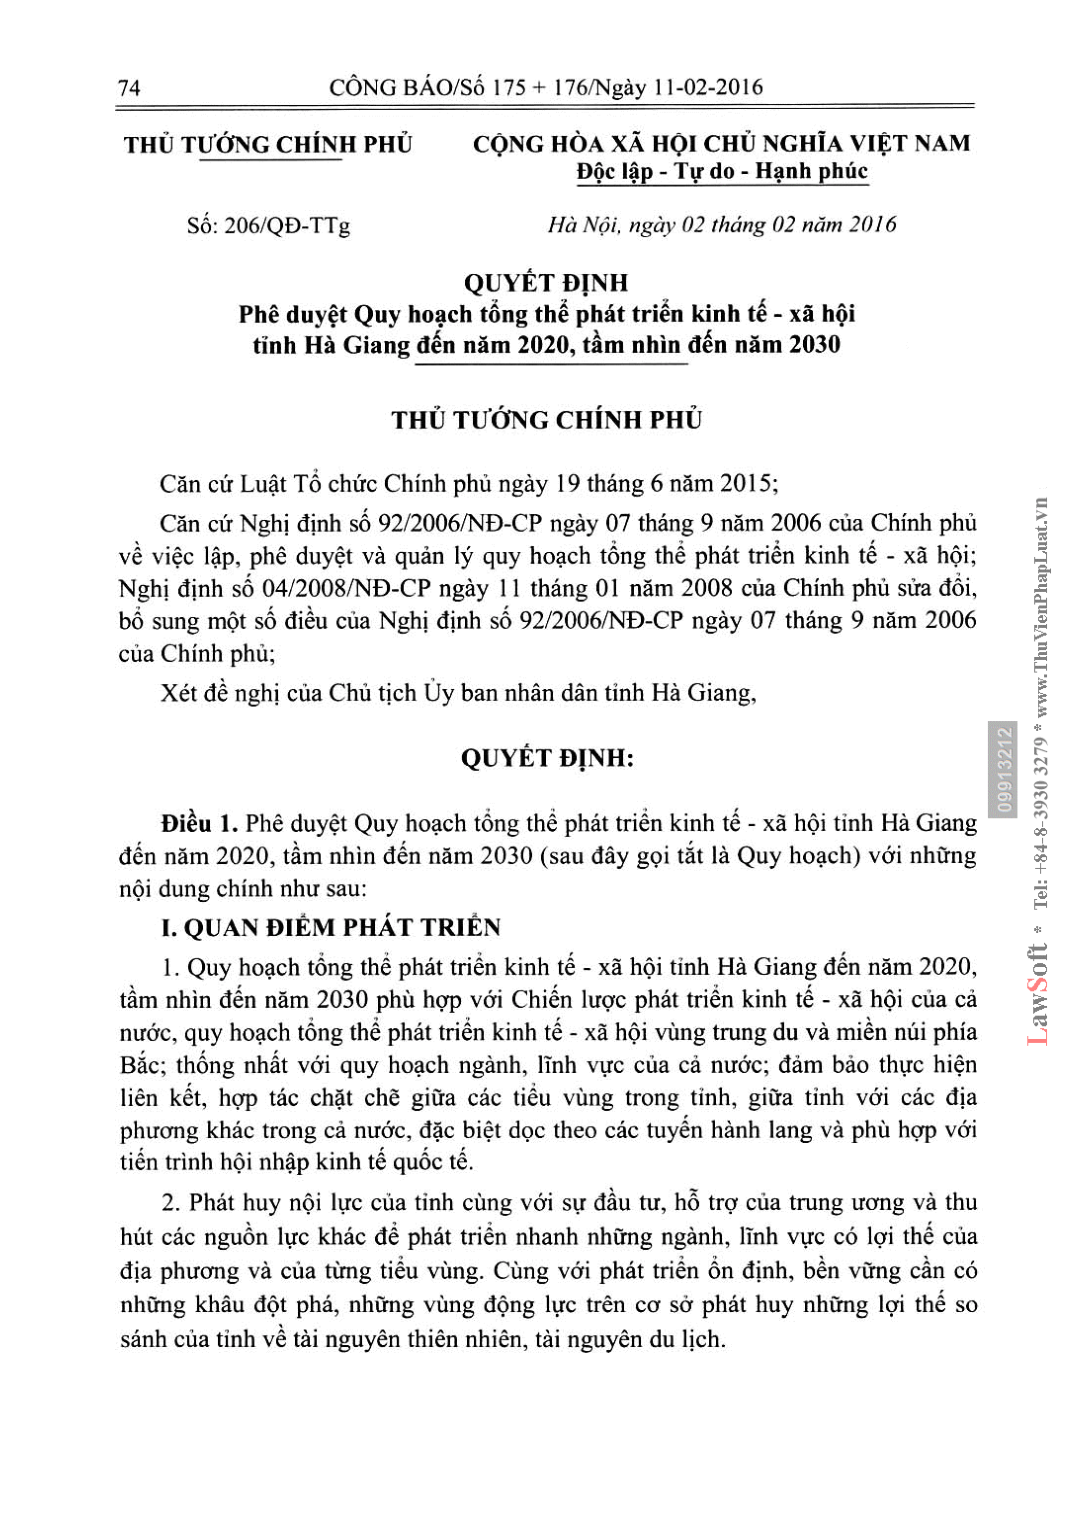 74
CÔNG BÁO/Số 175 + 176/Ngày 11-02-2016
THỦ TƯỚNG CHÍNH PHỦ
CỘNG HÒA XÃ HỘI CHỦ NGHĨA VIỆT NAM
Độc lập - Tự do - Hạnh phúc
Số: 206/QĐ-TTg
Hà Nội, ngày 02 tháng 02 năm 2016
QUYẾT ĐỊNH
Phê duyệt Quy hoạch tổng thể phát triển kinh tế - xã hội
tỉnh Hà Giang đến năm 2020, tầm nhìn đến năm 2030
THỦ TƯỚNG CHÍNH PHỦ
Căn cứ Luật Tổ chức Chính phủ ngày 19 tháng 6 năm 2015;
Căn cứ Nghị định số 92/2006/NĐ-CP ngày 07 tháng 9 năm 2006 của Chính phủ
về việc lập, phê duyệt và quản lý quy hoạch tổng thể phát triển kinh tế - xã hội;
Nghị định số 04/2008/NĐ-CP ngày 11 tháng 01 năm 2008 của Chính phủ sửa đổi,
bổ sung một số điều của Nghị định số 92/2006/NĐ-CP ngày 07 tháng 9 năm 2006
của Chính phủ;
Xét đề nghị của Chủ tịch Ủy ban nhân dân tỉnh Hà Giang,
QUYẾT ĐỊNH:
Điều 1. Phê duyệt Quy hoạch tổng thể phát triển kinh tế - xã hội tỉnh Hà Giang
đến năm 2020, tầm nhìn đến năm 2030 (sau đây gọi tắt là Quy hoạch) với những
nội dung chính như sau:
I. QUAN ĐIỂM PHÁT TRIỂN
1. Quy hoạch tổng thể phát triển kinh tế - xã hội tỉnh Hà Giang đến năm 2020,
tầm nhìn đến năm 2030 phù hợp với Chiến lược phát triển kinh tế - xã hội của cả
nước, quy hoạch tổng thể phát triển kinh tế - xã hội vùng trung du và miền núi phía
Bắc; thống nhất với quy hoạch ngành, lĩnh vực của cả nước; đảm bảo thực hiện
liên kết, hợp tác chặt chẽ giữa các tiểu vùng trong tỉnh, giữa tỉnh với các địa
phương khác trong cả nước, đặc biệt dọc theo các tuyến hành lang và phù hợp với
tiến trình hội nhập kinh tế quốc tế.
2. Phát huy nội lực của tỉnh cùng với sự đầu tư, hỗ trợ của trung ương và thu
hút các nguồn lực khác để phát triển nhanh những ngành, lĩnh vực có lợi thế của
địa phương và của từng tiểu vùng. Cùng với phát triển ổn định, bền vững cần có
những khâu đột phá, những vùng động lực trên cơ sở phát huy những lợi thế so
sánh của tỉnh về tài nguyên thiên nhiên, tài nguyên du lịch.
09913212
LawSoft * Tel: +84-8-3930 3279 * www.ThuVienPhapLuat.vn